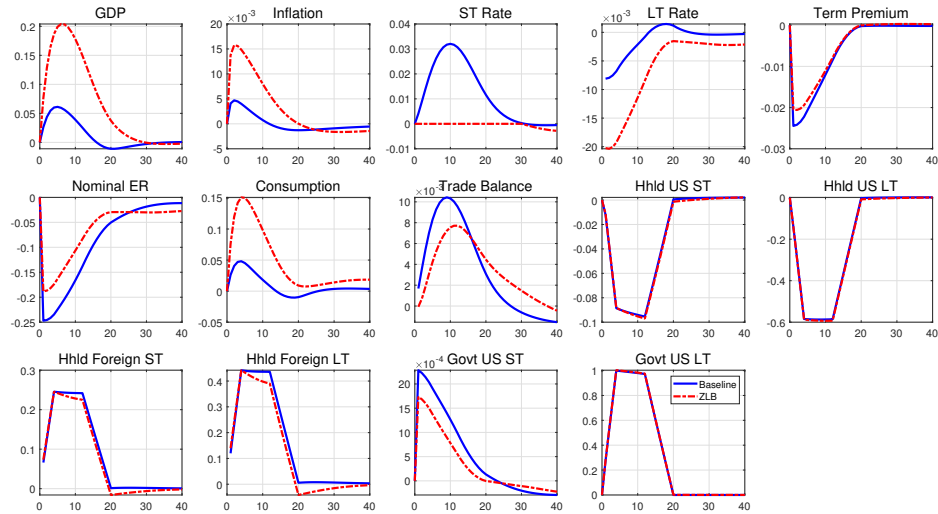 GDP
Inflation
ST Rate
LT Rate
Term Premium
0.2
0.15
0.1
0.05
0
0 10 20 30 40
20 ×10⁻³
15
10
5
0
-5
0 10 20 30 40
0.04
0.03
0.02
0.01
0
-0.01
0 10 20 30 40
×10⁻³
0
-5
-10
-15
-20
0 10 20 30 40
0
-0.01
-0.02
-0.03
0 10 20 30 40
Nominal ER
Consumption
Trade Balance
Hhld US ST
Hhld US LT
0
-0.05
-0.1
-0.15
-0.2
-0.25
0 10 20 30 40
0.15
0.1
0.05
0
-0.05
0 10 20 30 40
×10⁻³
10
8
6
4
2
0
0 10 20 30 40
0
-0.02
-0.04
-0.06
-0.08
-0.1
0 10 20 30 40
0
-0.2
-0.4
-0.6
0 10 20 30 40
Hhld Foreign ST
Hhld Foreign LT
Govt US ST
Govt US LT
0.3
0.2
0.1
0
0 10 20 30 40
0.4
0.3
0.2
0.1
0
0 10 20 30 40
×10⁻⁴
20
15
10
5
0
0 10 20 30 40
1
0.8
0.6
0.4
0.2
0
0 10 20 30 40
Baseline
ZLB